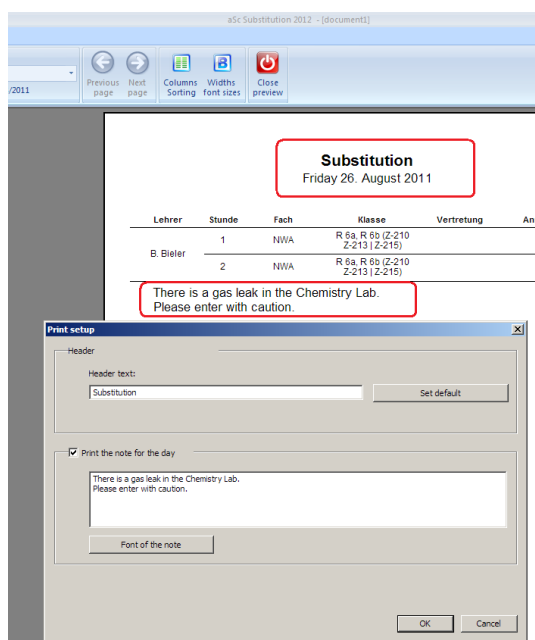 aSc Substitution 2012 - [document1]
/2011
Previous page
Next page
Columns Sorting
Widths font sizes
Close preview
Substitution
Friday 26. August 2011
Lehrer Stunde Fach Klasse Vertretung An
B. Bieler
1 NWA R 6a, R 6b (Z-210
Z-213 | Z-215)
2 NWA R 6a, R 6b (Z-210
Z-213 | Z-215)
There is a gas leak in the Chemistry Lab.
Please enter with caution.
Print setup
Header
Header text:
Substitution
Set default
Print the note for the day
There is a gas leak in the Chemistry Lab.
Please enter with caution.
Font of the note
OK Cancel